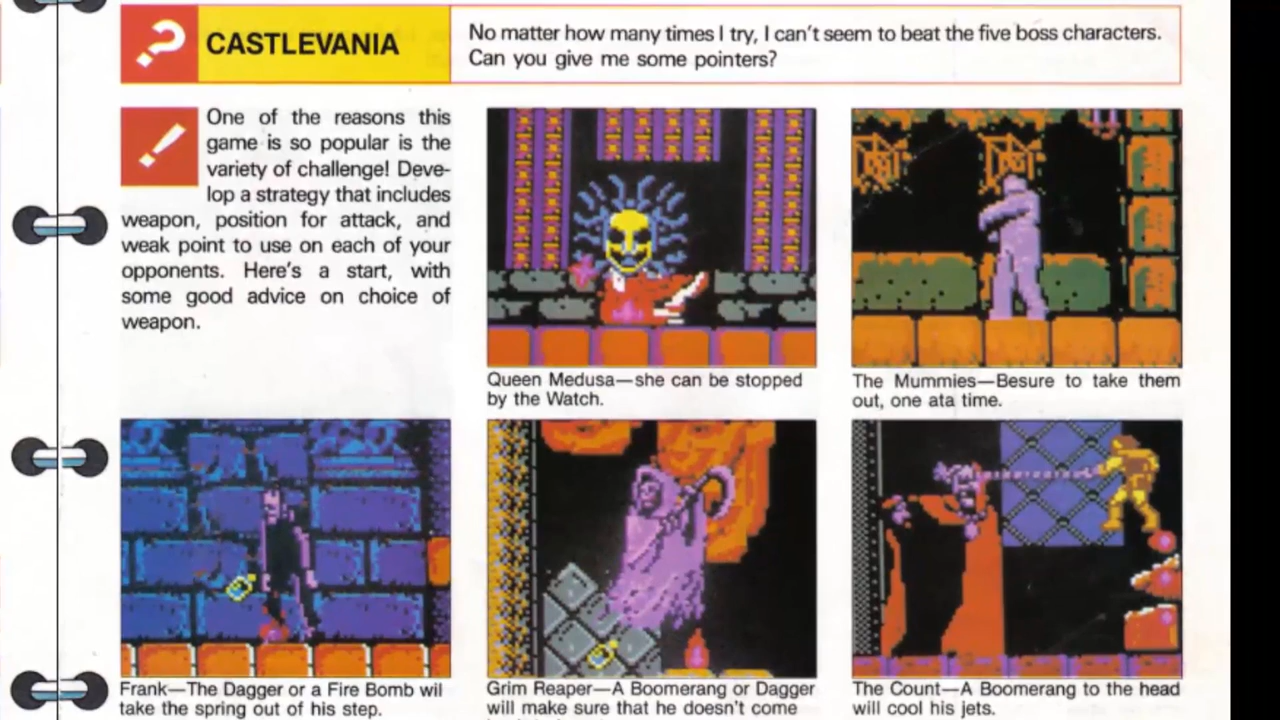 CASTLEVANIA
No matter how many times I try, I can't seem to beat the five boss characters.
Can you give me some pointers?
One of the reasons this
game is so popular is the
variety of challenge! Deve-
lop a strategy that includes
weapon, position for attack, and
weak point to use on each of your
opponents. Here's a start, with
some good advice on choice of
weapon.
Queen Medusa—she can be stopped
by the Watch.
The Mummies—Besure to take them
out, one ata time.
Frank—The Dagger or a Fire Bomb wil
take the spring out of his step.
Grim Reaper—A Boomerang or Dagger
will make sure that he doesn't come
The Count—A Boomerang to the head
will cool his jets.